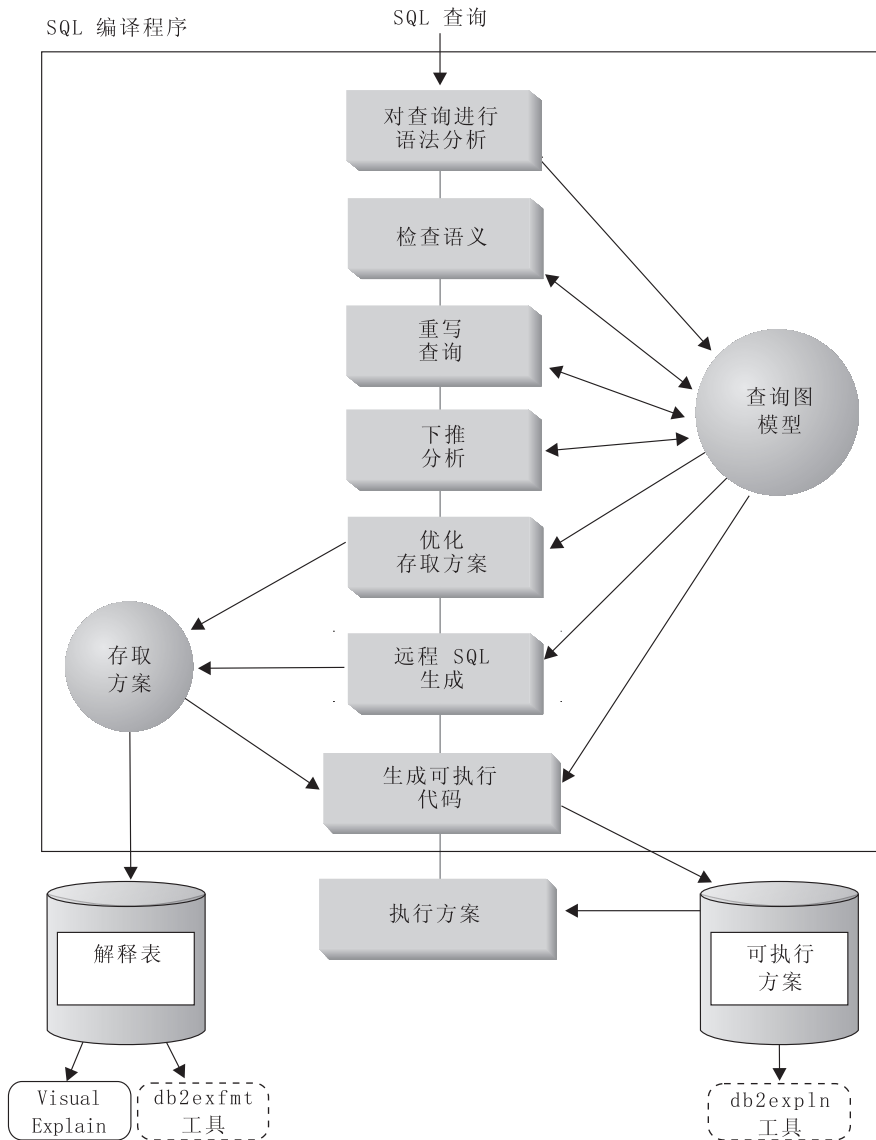 SQL 编译程序
SQL 查询
对查询进行
语法分析
检查语义
重写
查询
下推
分析
查询图
模型
优化
存取方案
存取
方案
远程 SQL
生成
生成可执行
代码
解释表
执行方案
可执行
方案
Visual
Explain
db2exfmt
工具
db2expln
工具